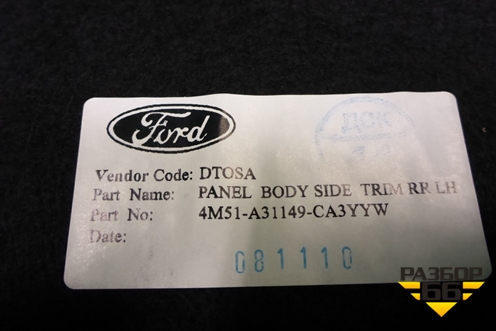 Ford
ДСК
Vendor Code: DTOSA
Part Name: PANEL BODY SIDE TRIM RR LH
Part No: 4M51-A31149-CA3YYW
Date:
081110
РАЗБОР
66